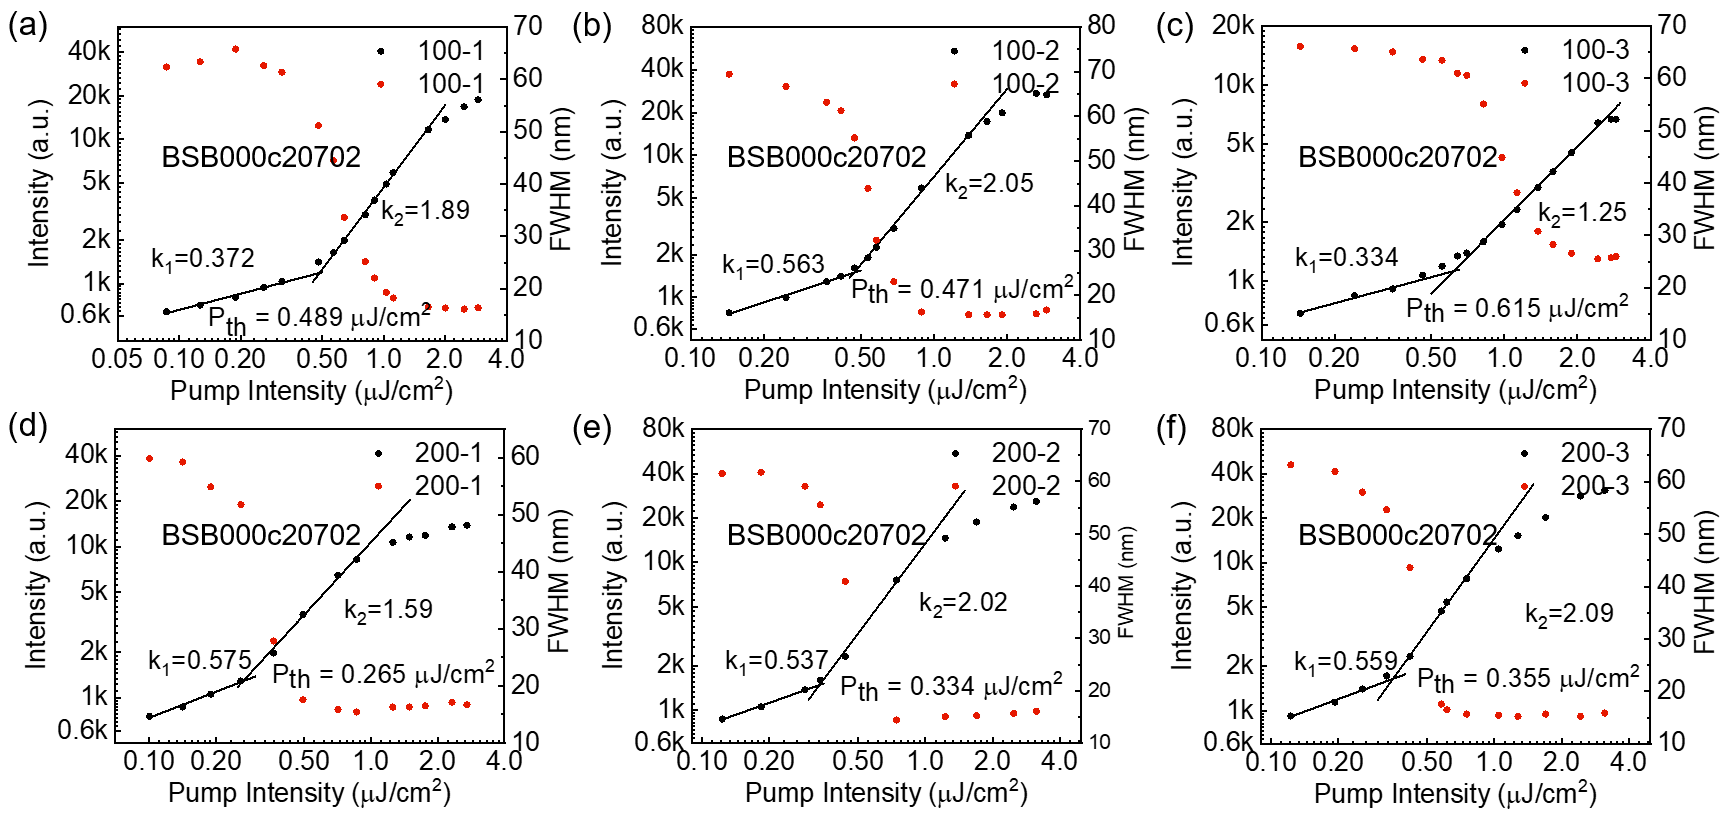 (a)
70
40k
100-1
60
100-1
20k
50
10k
BSB000c20702
5k
40
k2=1.89
2k
30
k1=0.372
1k
20
0.6k
Pth = 0.489 μJ/cm2
10
0.05 0.10 0.20 0.50 1.0 2.0 4.0
Intensity (a.u.)
FWHM (nm)
Pump Intensity (μJ/cm2)
(b)
80k
80
100-2
70
40k
100-2
60
20k
10k
BSB000c20702
50
5k
k2=2.05
40
2k
30
k1=0.563
1k
Pth = 0.471 μJ/cm2
20
0.6k
10
0.10 0.20 0.50 1.0 2.0 4.0
Intensity (a.u.)
FWHM (nm)
Pump Intensity (μJ/cm2)
(c)
20k
70
100-3
60
10k
100-3
50
5k
BSB000c20702
40
2k
k2=1.25
30
k1=0.334
1k
20
0.6k
Pth = 0.615 μJ/cm2
10
0.10 0.20 0.50 1.0 2.0 4.0
Intensity (a.u.)
FWHM (nm)
Pump Intensity (μJ/cm2)
(d)
40k
200-1
60
200-1
20k
50
10k
BSB000c20702
40
5k
k2=1.59
30
2k
k1=0.575
Pth = 0.265 μJ/cm2
20
1k
0.6k
10
0.10 0.20 0.50 1.0 2.0 4.0
Intensity (a.u.)
FWHM (nm)
Pump Intensity (μJ/cm2)
(e)
80k
70
200-2
40k
60
200-2
20k
50
BSB000c20702
10k
40
5k
k2=2.02
30
2k
k1=0.537
Pth = 0.334 μJ/cm2
20
1k
0.6k
10
0.10 0.20 0.50 1.0 2.0 4.0
Intensity (a.u.)
FWHM (nm)
Pump Intensity (μJ/cm2)
(f)
80k
70
200-3
40k
60
200-3
20k
50
BSB000c20702
10k
40
5k
k2=2.09
30
2k
k1=0.559
Pth = 0.355 μJ/cm2
20
1k
0.6k
10
0.10 0.20 0.50 1.0 2.0 4.0
Intensity (a.u.)
FWHM (nm)
Pump Intensity (μJ/cm2)